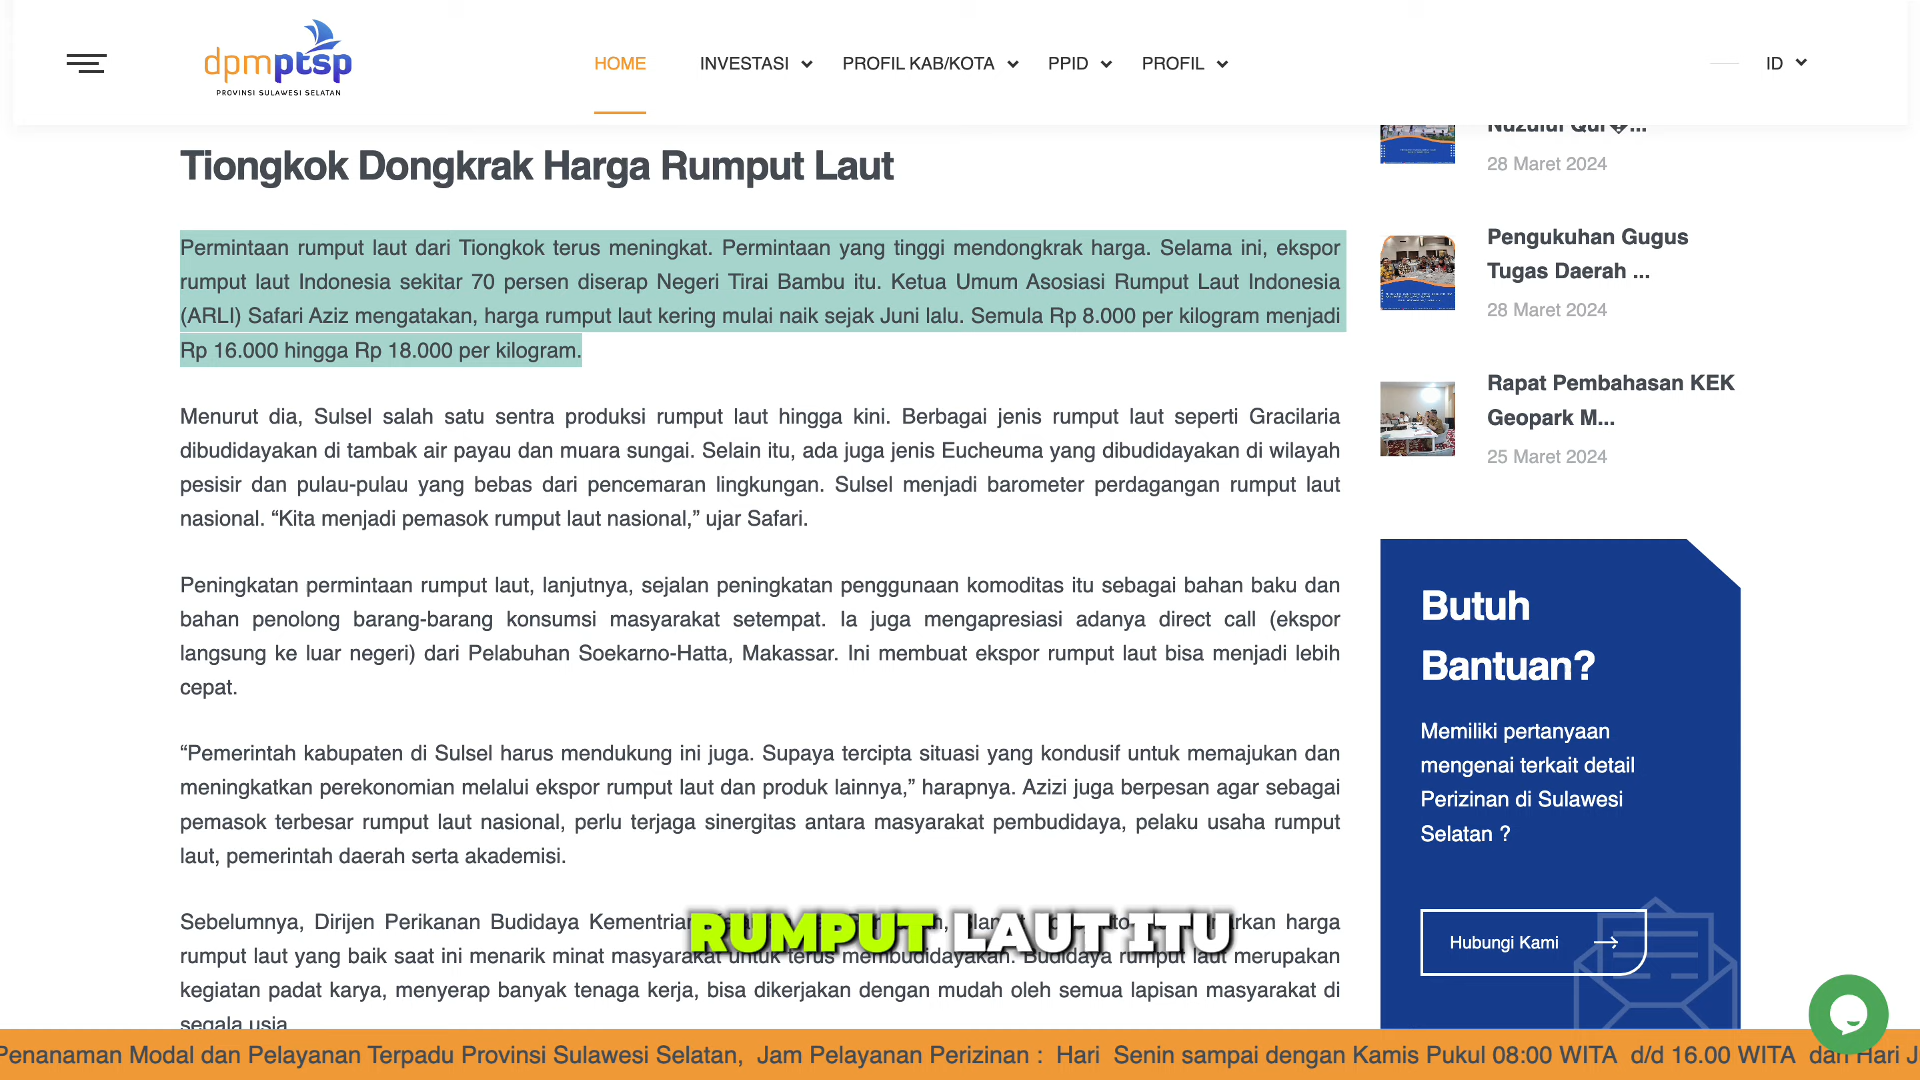 dpmptsp
PROVINSI SULAWESI SELATAN
HOME
INVESTASI
PROFIL KAB/KOTA
PPID
PROFIL
ID
Tiongkok Dongkrak Harga Rumput Laut
Permintaan rumput laut dari Tiongkok terus meningkat. Permintaan yang tinggi mendongkrak harga. Selama ini, ekspor
rumput laut Indonesia sekitar 70 persen diserap Negeri Tirai Bambu itu. Ketua Umum Asosiasi Rumput Laut Indonesia
(ARLI) Safari Aziz mengatakan, harga rumput laut kering mulai naik sejak Juni lalu. Semula Rp 8.000 per kilogram menjadi
Rp 16.000 hingga Rp 18.000 per kilogram.
Menurut dia, Sulsel salah satu sentra produksi rumput laut hingga kini. Berbagai jenis rumput laut seperti Gracilaria
dibudidayakan di tambak air payau dan muara sungai. Selain itu, ada juga jenis Eucheuma yang dibudidayakan di wilayah
pesisir dan pulau-pulau yang bebas dari pencemaran lingkungan. Sulsel menjadi barometer perdagangan rumput laut
nasional. “Kita menjadi pemasok rumput laut nasional,” ujar Safari.
Peningkatan permintaan rumput laut, lanjutnya, sejalan peningkatan penggunaan komoditas itu sebagai bahan baku dan
bahan penolong barang-barang konsumsi masyarakat setempat. Ia juga mengapresiasi adanya direct call (ekspor
langsung ke luar negeri) dari Pelabuhan Soekarno-Hatta, Makassar. Ini membuat ekspor rumput laut bisa menjadi lebih
cepat.
“Pemerintah kabupaten di Sulsel harus mendukung ini juga. Supaya tercipta situasi yang kondusif untuk memajukan dan
meningkatkan perekonomian melalui ekspor rumput laut dan produk lainnya,” harapnya. Azizi juga berpesan agar sebagai
pemasok terbesar rumput laut nasional, perlu terjaga sinergitas antara masyarakat pembudidaya, pelaku usaha rumput
laut, pemerintah daerah serta akademisi.
Sebelumnya, Dirijen Perikanan Budidaya harga
rumput laut yang baik saat ini menarik minat masyarakat untuk terus membudidayakan. Budidaya rumput laut merupakan
kegiatan padat karya, menyerap banyak tenaga kerja, bisa dikerjakan dengan mudah oleh semua lapisan masyarakat di
segala usia.
RUMPUT LAUT ITU
28 Maret 2024
Pengukuhan Gugus
Tugas Daerah ...
28 Maret 2024
Rapat Pembahasan KEK
Geopark M...
25 Maret 2024
Butuh
Bantuan?
Memiliki pertanyaan
mengenai terkait detail
Perizinan di Sulawesi
Selatan ?
Hubungi Kami
Penanaman Modal dan Pelayanan Terpadu Provinsi Sulawesi Selatan, Jam Pelayanan Perizinan : Hari Senin sampai dengan Kamis Pukul 08:00 WITA d/d 16.00 WITA dan Hari J